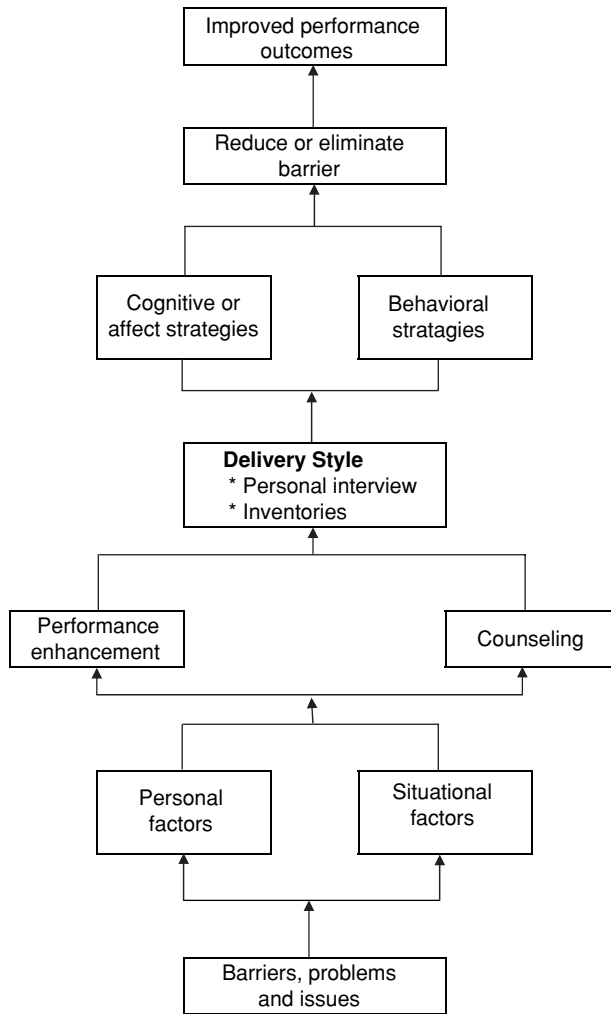 Improved performance
outcomes
Reduce or eliminate
barrier
Cognitive or
affect strategies
Behavioral
stratagies
Delivery Style
* Personal interview
* Inventories
Performance
enhancement
Counseling
Personal
factors
Situational
factors
Barriers, problems
and issues